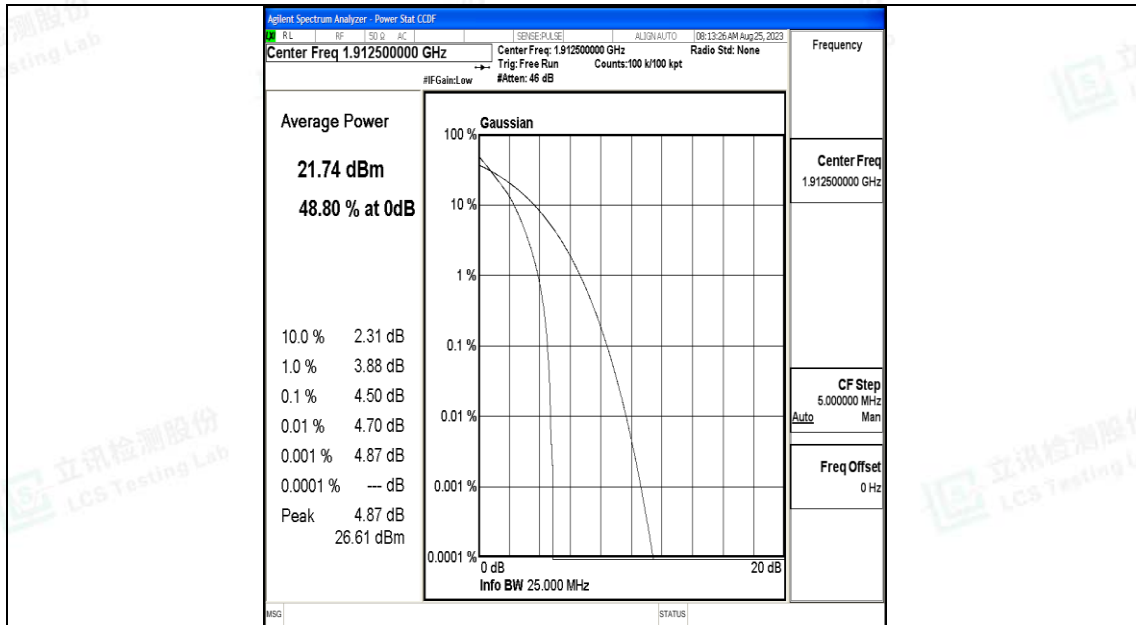 Agilent Spectrum Analyzer - Power Stat CCDF
LXI RL RF 50 Ω AC SENSE:PULSE ALIGN AUTO 08:13:26 AM Aug 25, 2023
Center Freq 1.912500000 GHz
Center Freq: 1.912500000 GHz Radio Std: None
Trig: Free Run Counts:100 k/100 kpt
#IFGain:Low #Atten: 46 dB
Frequency
Average Power
21.74 dBm
48.80 % at 0dB
10.0 % 2.31 dB
1.0 % 3.88 dB
0.1 % 4.50 dB
0.01 % 4.70 dB
0.001 % 4.87 dB
0.0001 % --- dB
Peak 4.87 dB
26.61 dBm
Gaussian
100 %
10 %
1 %
0.1 %
0.01 %
0.001 %
0.0001 %
0 dB 20 dB
Info BW 25.000 MHz
Center Freq
1.912500000 GHz
CF Step
5.000000 MHz
Auto Man
Freq Offset
0 Hz
MSG STATUS
立讯检测股份
LCS Testing Lab
立讯检测股份